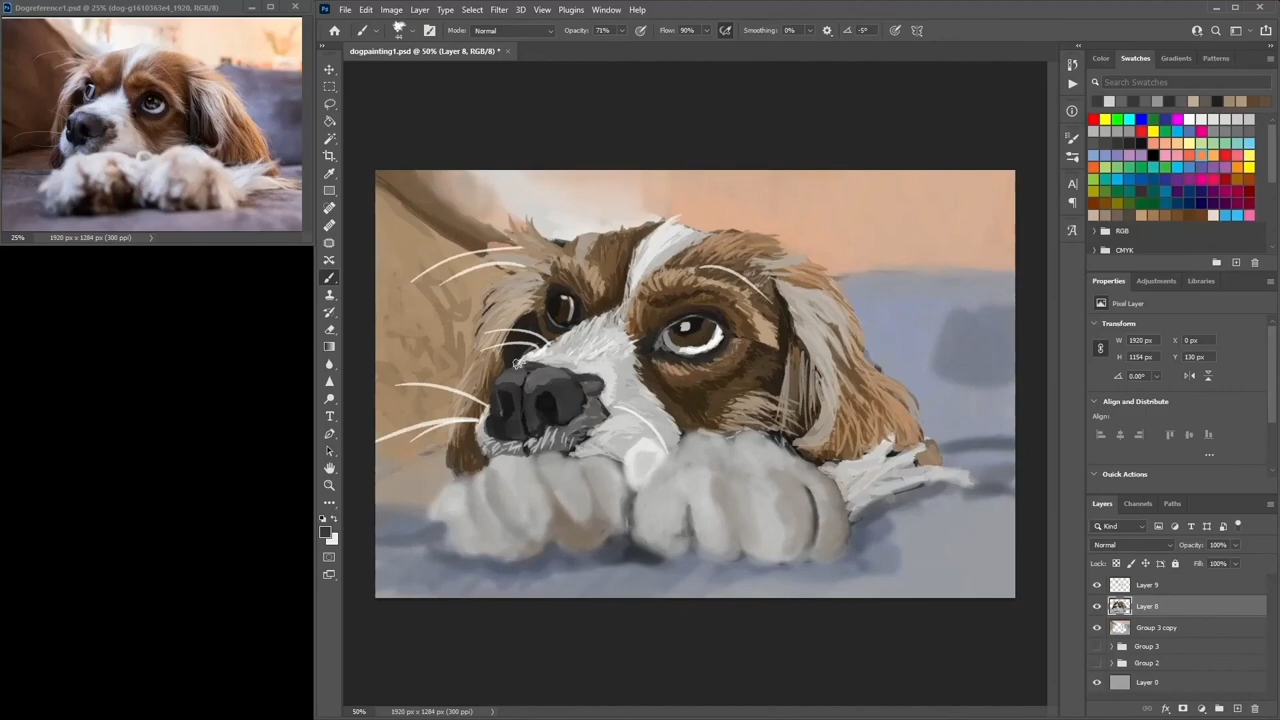 Dogreference1.psd @ 25% (dog-g1610363e4_1920, RGB/8)
25%
1920 px x 1284 px (300 ppi)
File Edit Image Layer Type Select Filter 3D View Plugins Window Help
44
Mode: Normal
Opacity: 71%
Flow: 90%
Smoothing: 0%
-5°
dogpainting1.psd @ 50% (Layer 8, RGB/8) *
50%
1920 px x 1284 px (300 ppi)
Color Swatches Gradients Patterns
Search Swatches
RGB
CMYK
Properties Adjustments Libraries
Pixel Layer
Transform
W 1920 px X 0 px
H 1154 px Y 130 px
0.00°
Align and Distribute
Align:
Quick Actions
Layers Channels Paths
Kind
Normal Opacity: 100%
Lock: Fill: 100%
Layer 9
Layer 8
Group 3 copy
Group 3
Group 2
Layer 0